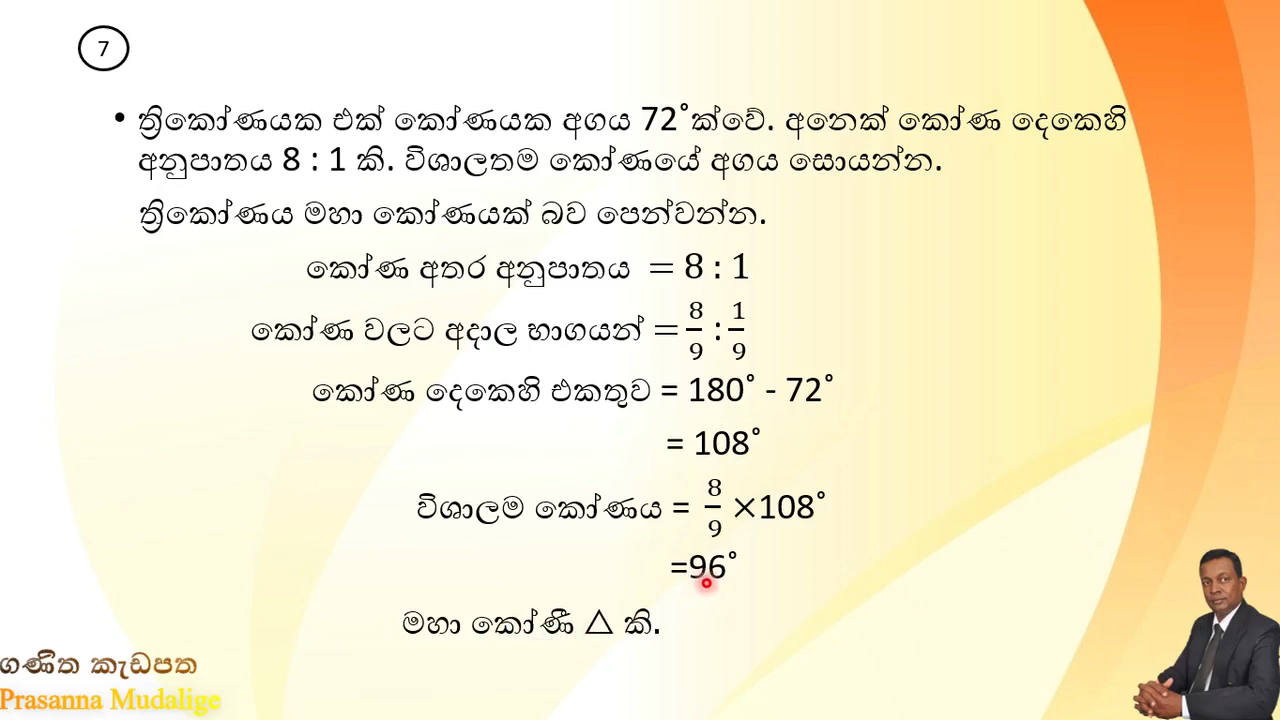 7
• ත්‍රිකෝණයක එක් කෝණයක අගය 72˚ක්වේ. අනෙක් කෝණ දෙකෙහි
අනුපාතය 8 : 1 කි. විශාලතම කෝණයේ අගය සොයන්න.
ත්‍රිකෝණය මහා කෝණයක් බව පෙන්වන්න.
කෝණ අතර අනුපාතය = 8 : 1
කෝණ වලට අදාල භාගයන් = 8/9 : 1/9
කෝණ දෙකෙහි එකතුව = 180˚ - 72˚
= 108˚
විශාලම කෝණය = 8/9 ×108˚
=96˚
මහා කෝණී △ කි.
ගණිත කැඩපත
Prasanna Mudalige